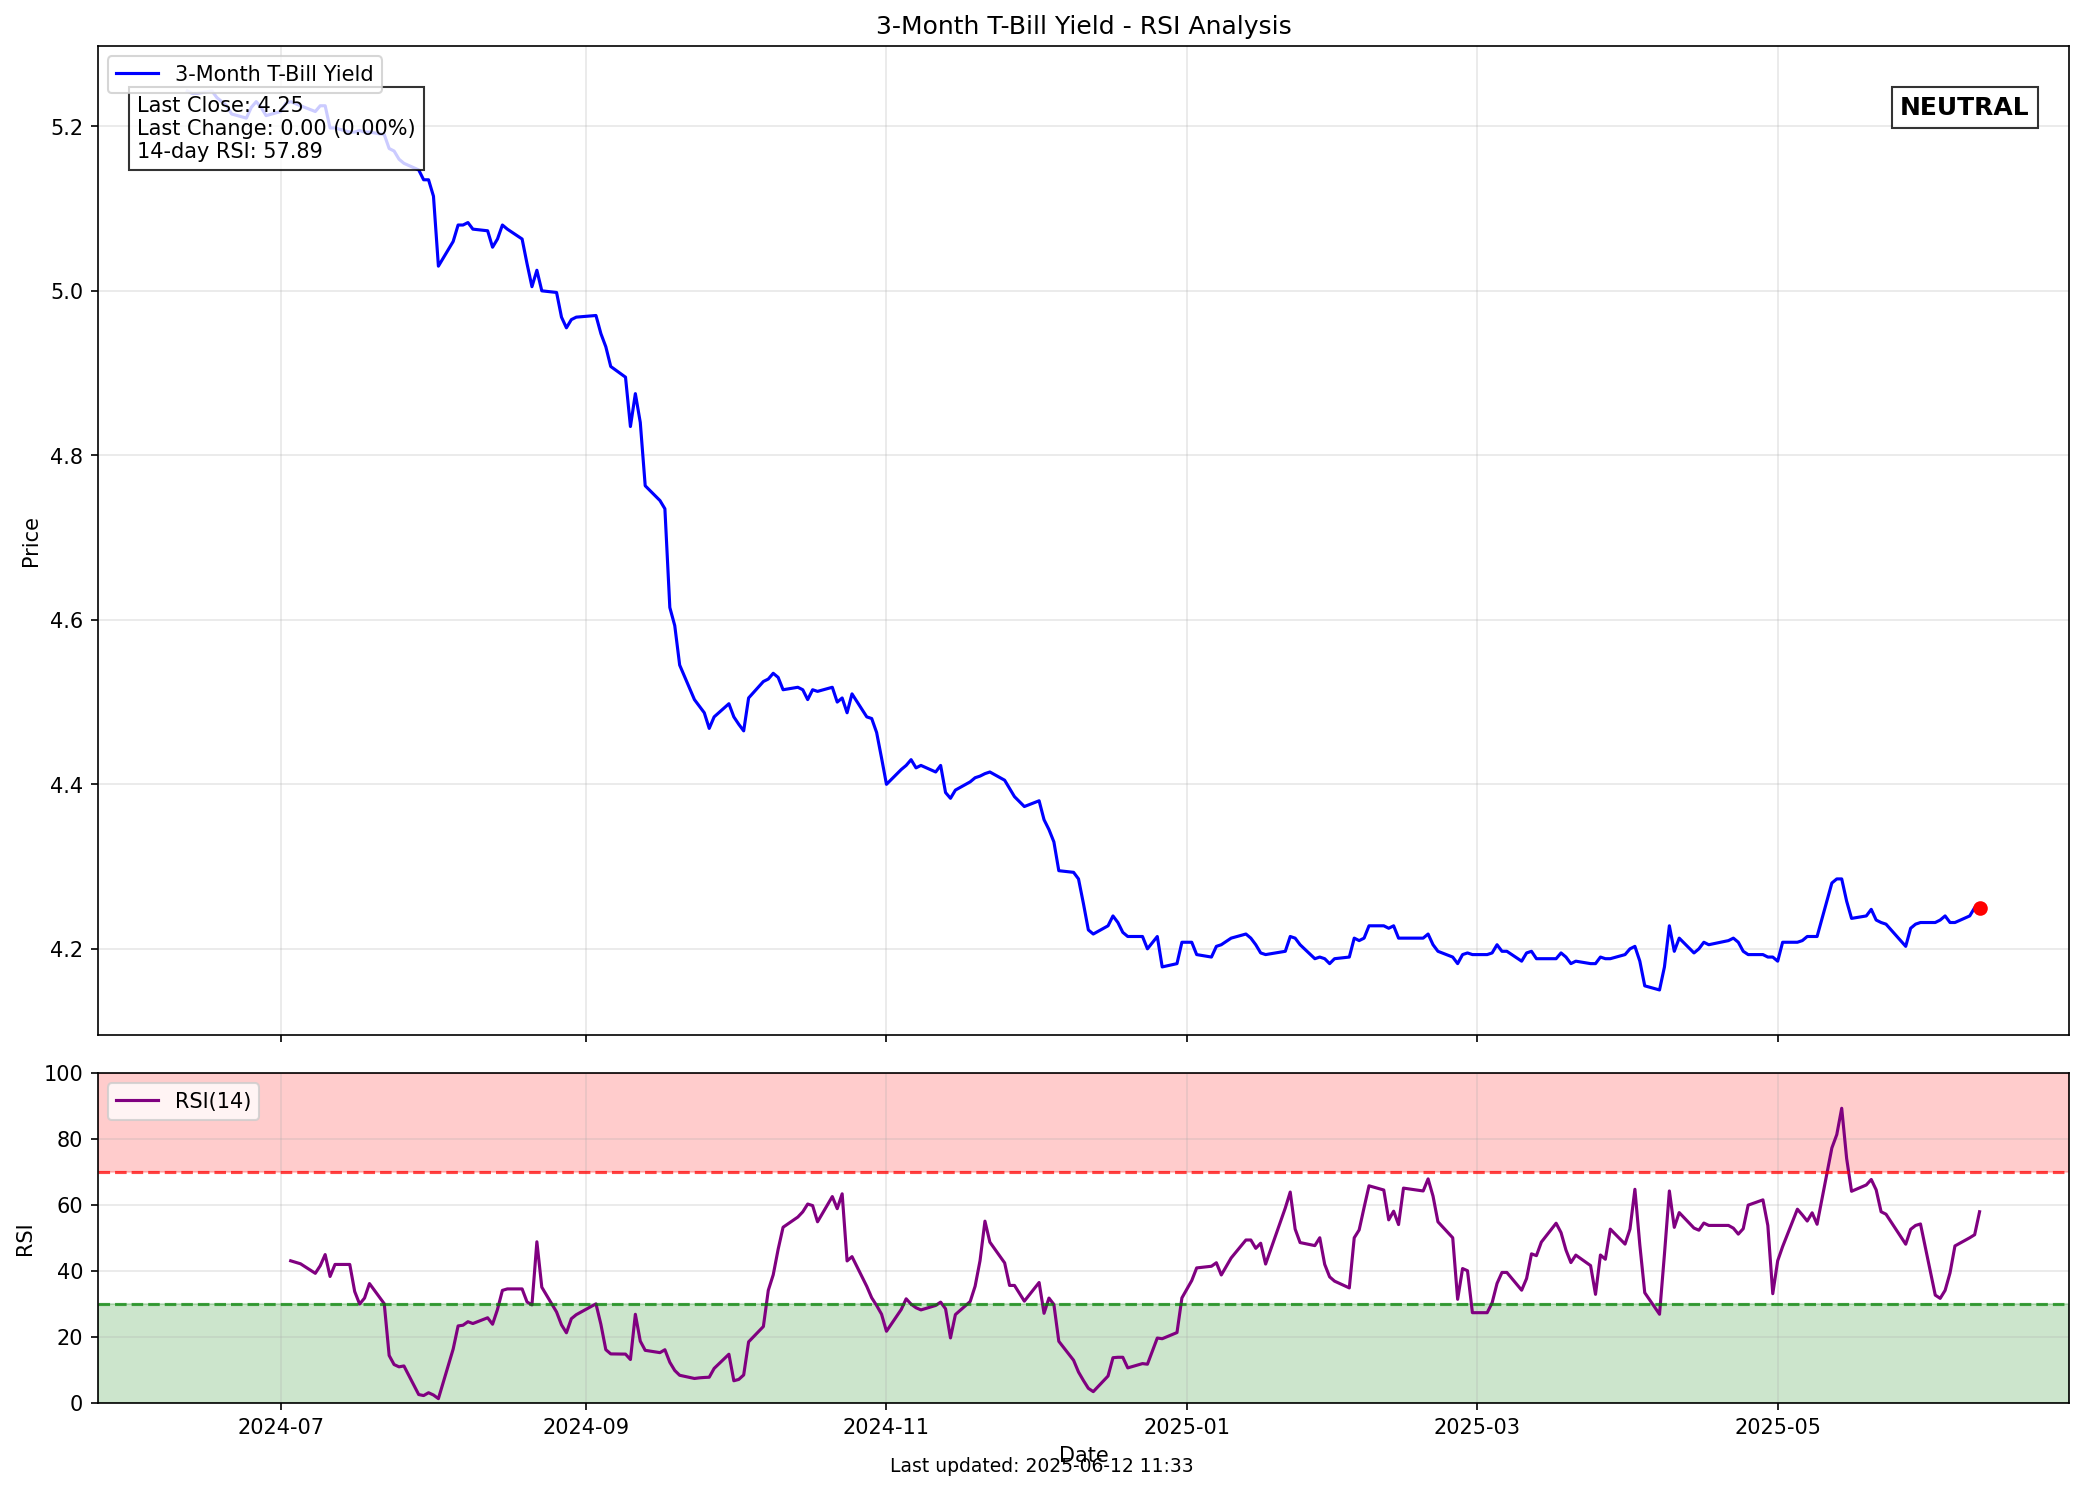 3-Month T-Bill Yield - RSI Analysis
3-Month T-Bill Yield
Last Close: 4.25
Last Change: 0.00 (0.00%)
14-day RSI: 57.89
NEUTRAL
Price
5.2
5.0
4.8
4.6
4.4
4.2
RSI(14)
RSI
100
80
60
40
20
0
2024-07
2024-09
2024-11
2025-01
2025-03
2025-05
Date
Last updated: 2025-06-12 11:33